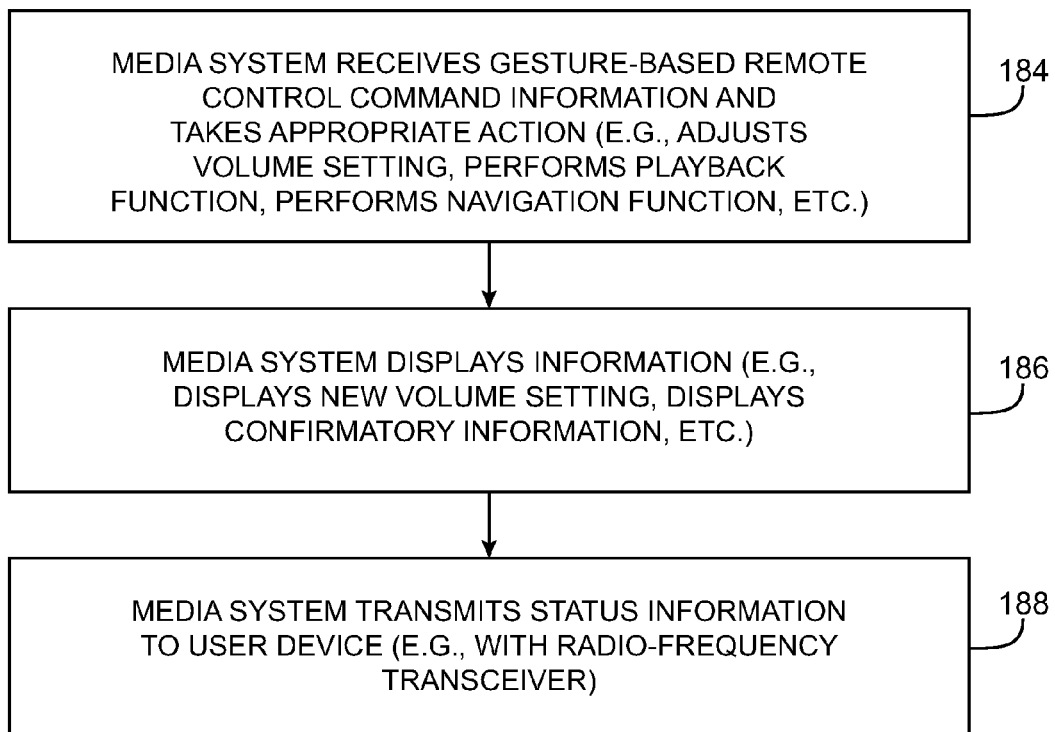 MEDIA SYSTEM RECEIVES GESTURE-BASED REMOTE
CONTROL COMMAND INFORMATION AND
TAKES APPROPRIATE ACTION (E.G., ADJUSTS
VOLUME SETTING, PERFORMS PLAYBACK
FUNCTION, PERFORMS NAVIGATION FUNCTION, ETC.)
184
MEDIA SYSTEM DISPLAYS INFORMATION (E.G.,
DISPLAYS NEW VOLUME SETTING, DISPLAYS
CONFIRMATORY INFORMATION, ETC.)
186
MEDIA SYSTEM TRANSMITS STATUS INFORMATION
TO USER DEVICE (E.G., WITH RADIO-FREQUENCY
TRANSCEIVER)
188